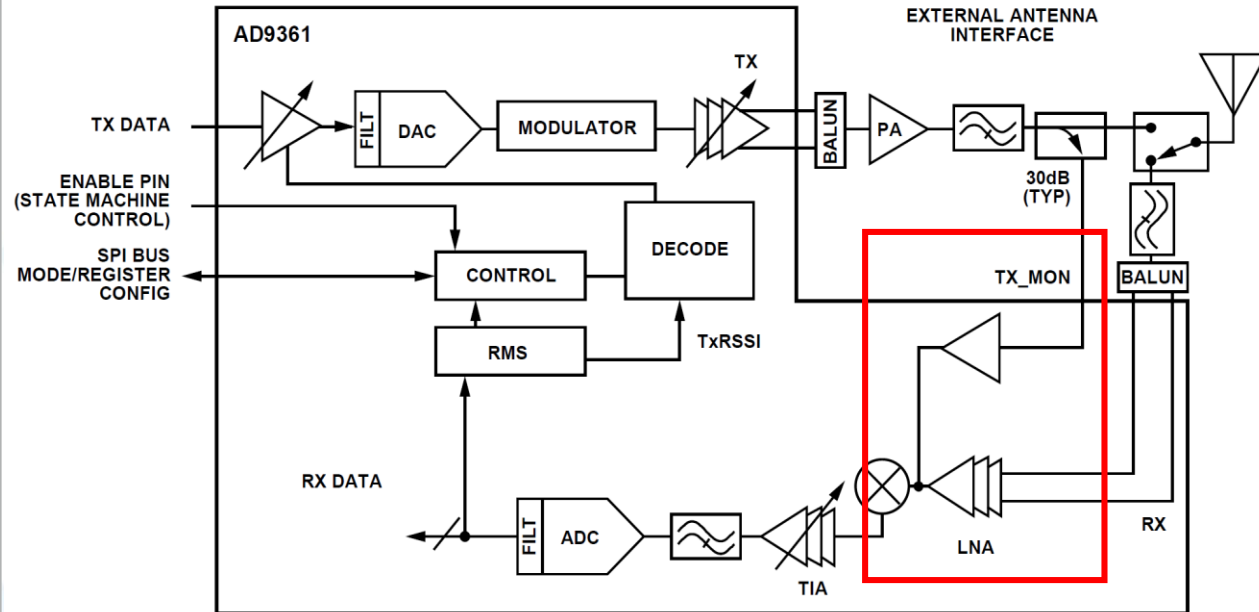 EXTERNAL ANTENNA
INTERFACE
AD9361
TX
TX DATA
FILT
DAC
MODULATOR
BALUN
PA
30dB
(TYP)
ENABLE PIN
(STATE MACHINE
CONTROL)
DECODE
SPI BUS
MODE/REGISTER
CONFIG
CONTROL
TX_MON
BALUN
RMS
TxRSSI
RX DATA
FILT
ADC
TIA
LNA
RX